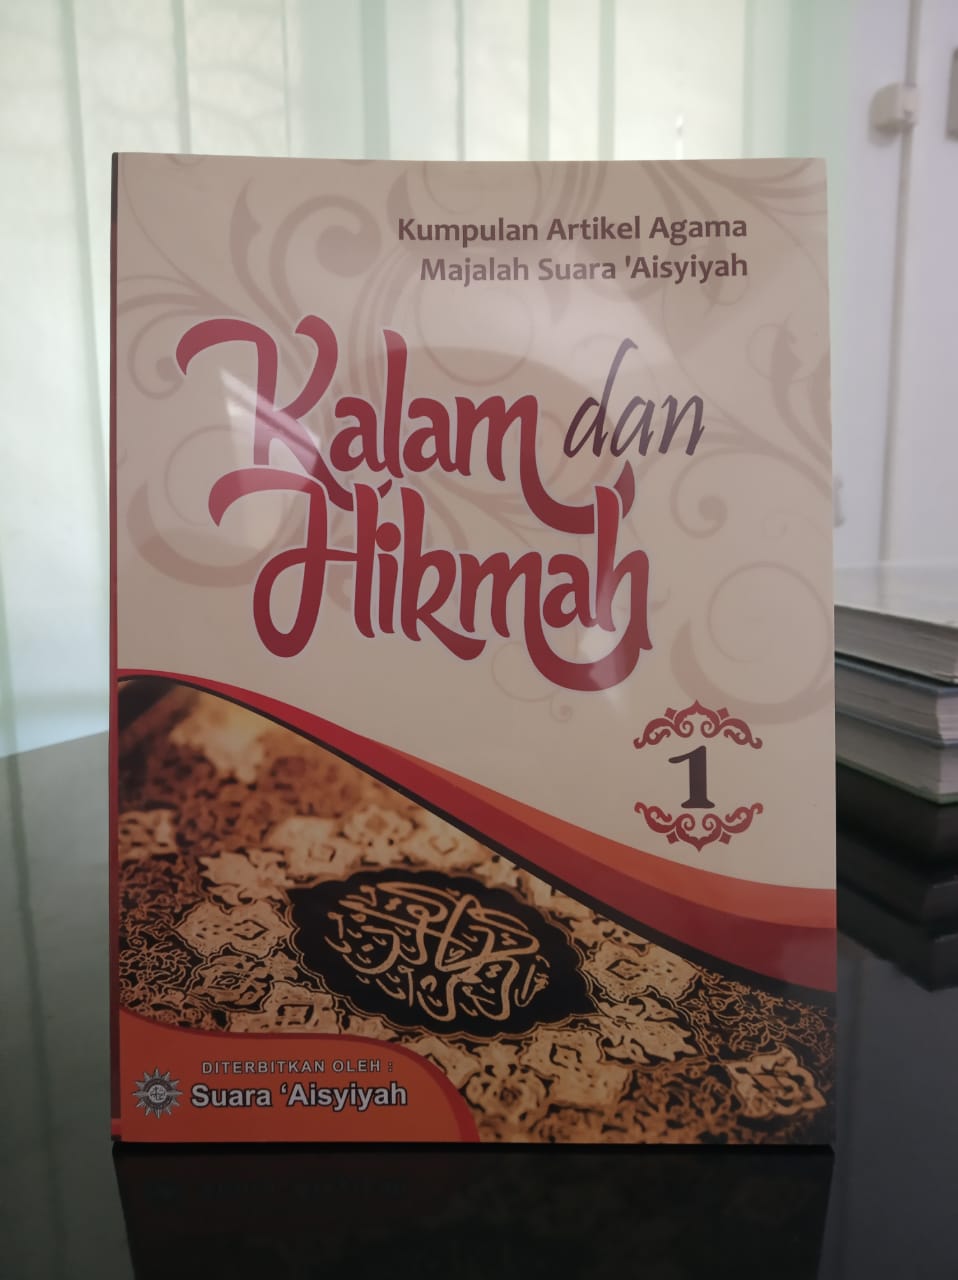 Kumpulan Artikel Agama
Majalah Suara 'Aisyiyah
Kalam dan
Hikmah
1
DITERBITKAN OLEH :
Suara ‘Aisyiyah